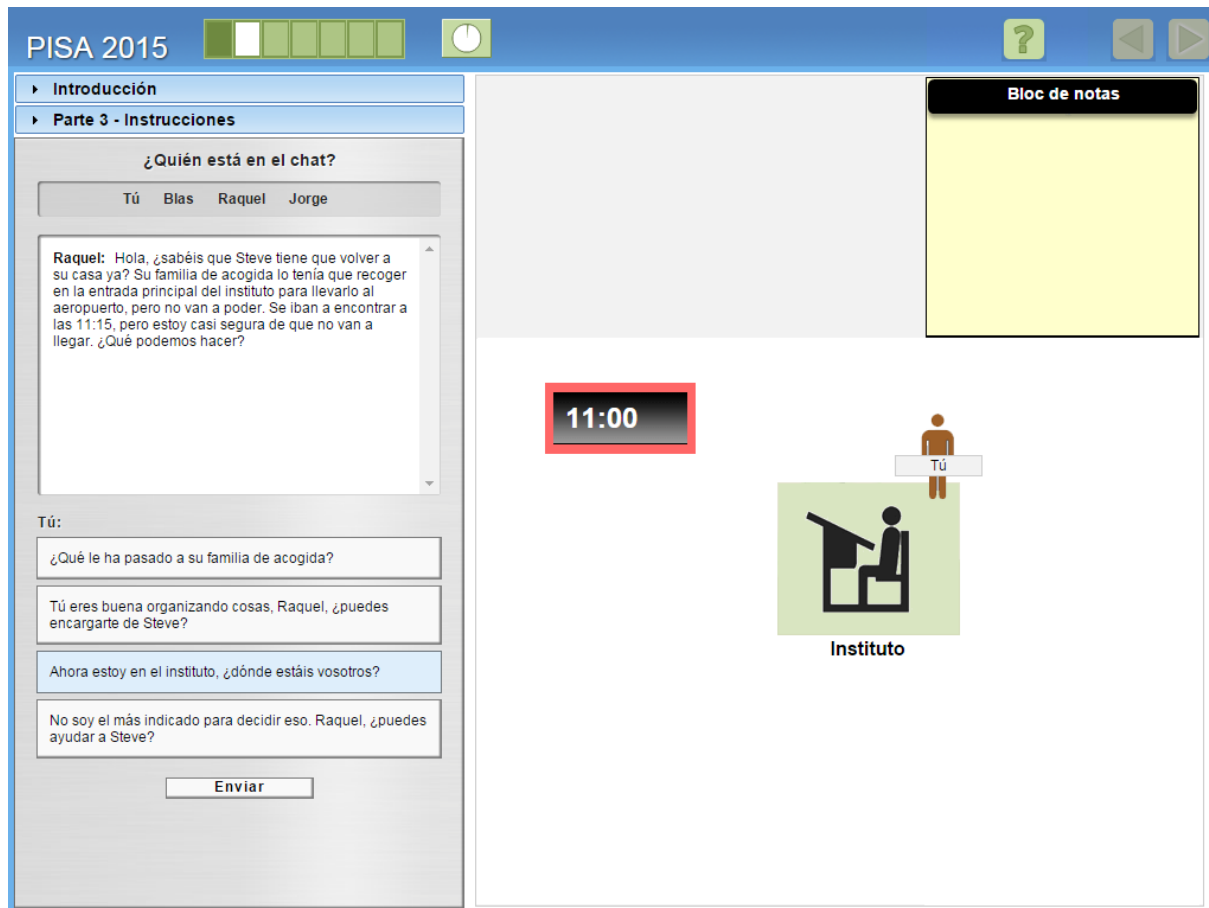 PISA 2015
?
Introducción
Parte 3 - Instrucciones
¿Quién está en el chat?
Tú Blas Raquel Jorge
Raquel: Hola, ¿sabéis que Steve tiene que volver a
su casa ya? Su familia de acogida lo tenía que recoger
en la entrada principal del instituto para llevarlo al
aeropuerto, pero no van a poder. Se iban a encontrar a
las 11:15, pero estoy casi segura de que no van a
llegar. ¿Qué podemos hacer?
Tú:
¿Qué le ha pasado a su familia de acogida?
Tú eres buena organizando cosas, Raquel, ¿puedes
encargarte de Steve?
Ahora estoy en el instituto, ¿dónde estáis vosotros?
No soy el más indicado para decidir eso. Raquel, ¿puedes
ayudar a Steve?
Enviar
Bloc de notas
11:00
Tú
Instituto